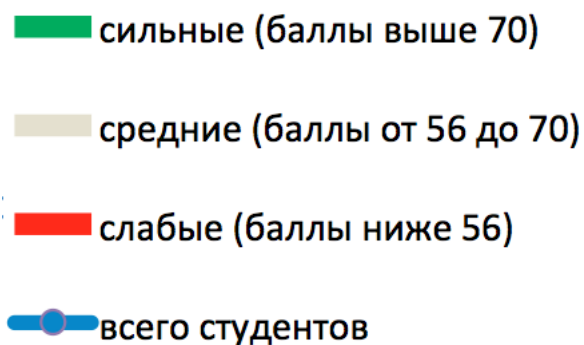 сильные (баллы выше 70)
средние (баллы от 56 до 70)
слабые (баллы ниже 56)
всего студентов